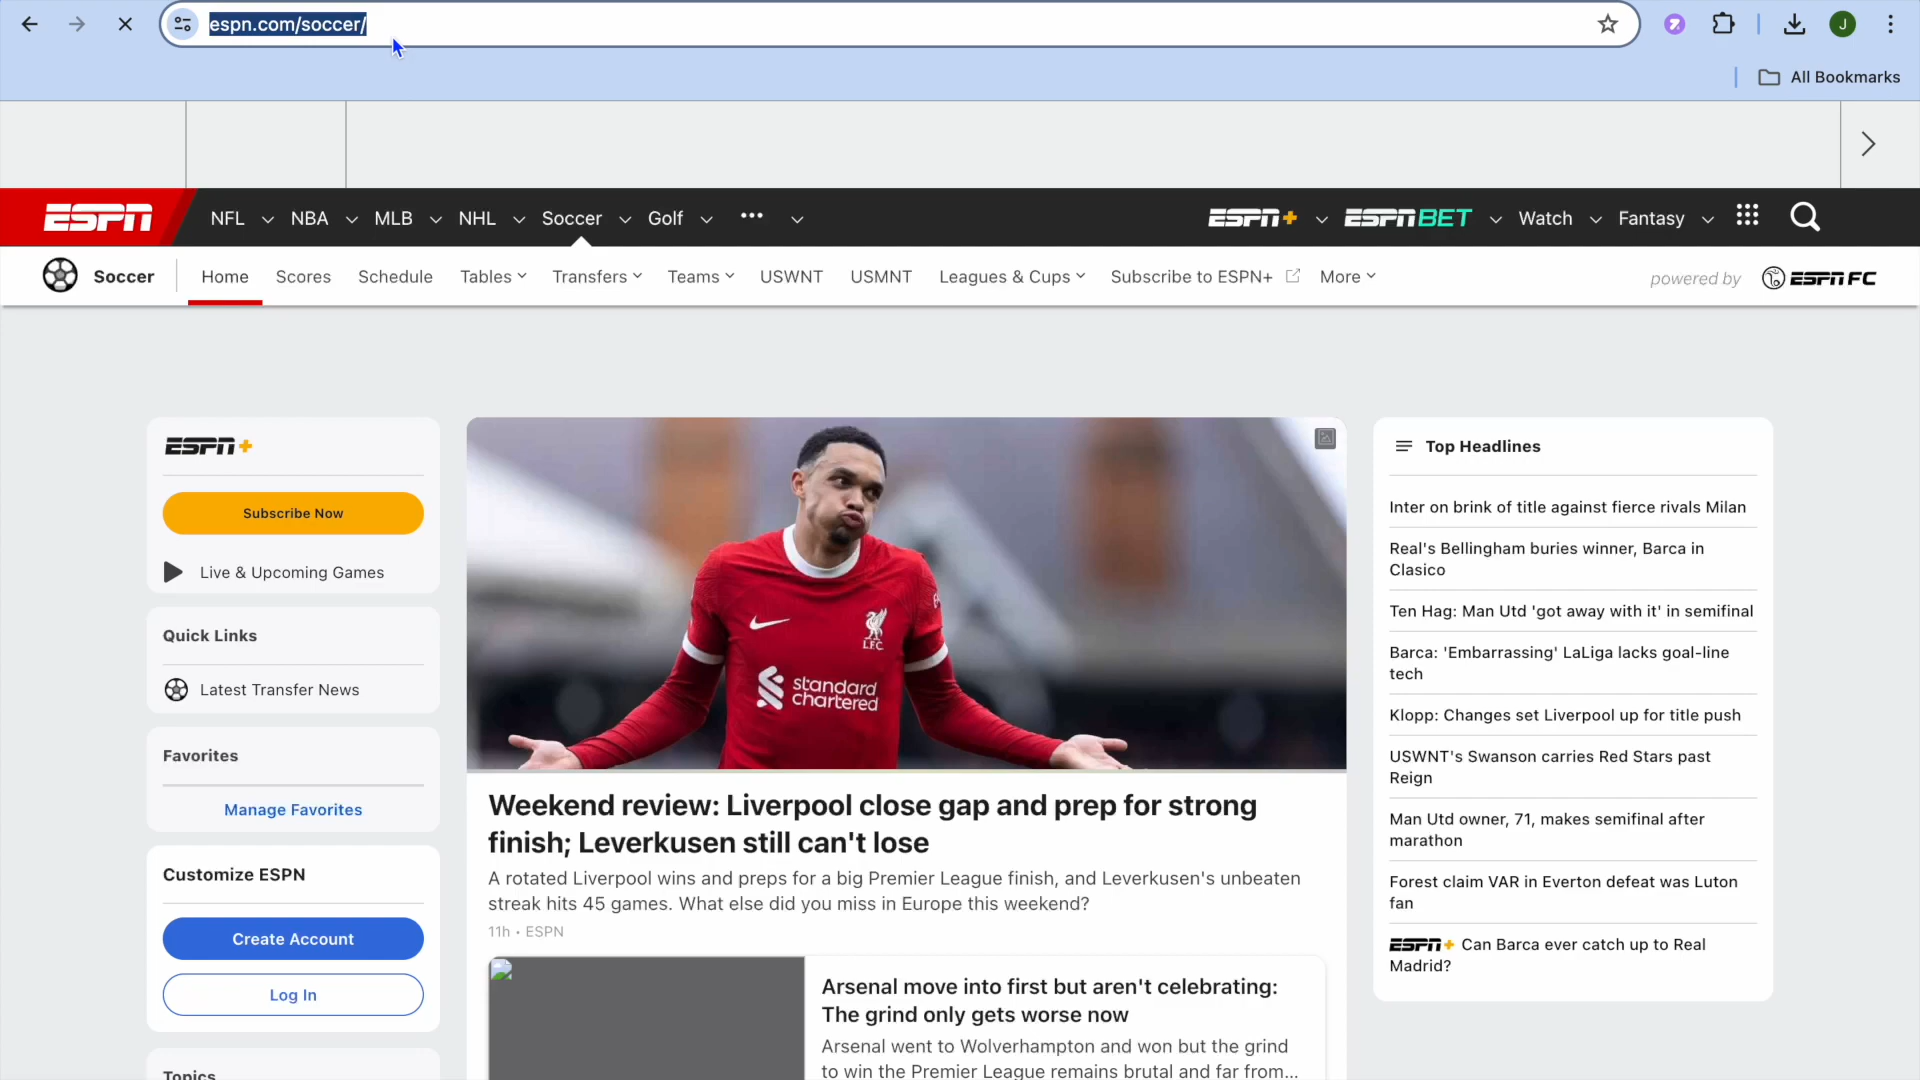 espn.com/soccer/
J
All Bookmarks
ESPN NFL NBA MLB NHL Soccer Golf ••• ESPN+ ESPN BET Watch Fantasy
Soccer Home Scores Schedule Tables Transfers Teams USWNT USMNT Leagues & Cups Subscribe to ESPN+ More powered by ESPN FC
ESPN+
Subscribe Now
Live & Upcoming Games
Quick Links
Latest Transfer News
Favorites
Manage Favorites
Customize ESPN
Create Account
Log In
Topics
L.F.C.
standard
chartered
Weekend review: Liverpool close gap and prep for strong
finish; Leverkusen still can't lose
A rotated Liverpool wins and preps for a big Premier League finish, and Leverkusen's unbeaten
streak hits 45 games. What else did you miss in Europe this weekend?
11h • ESPN
Arsenal move into first but aren't celebrating:
The grind only gets worse now
Arsenal went to Wolverhampton and won but the grind
to win the Premier League remains brutal and far from...
Top Headlines
Inter on brink of title against fierce rivals Milan
Real's Bellingham buries winner, Barca in
Clasico
Ten Hag: Man Utd 'got away with it' in semifinal
Barca: 'Embarrassing' LaLiga lacks goal-line
tech
Klopp: Changes set Liverpool up for title push
USWNT's Swanson carries Red Stars past
Reign
Man Utd owner, 71, makes semifinal after
marathon
Forest claim VAR in Everton defeat was Luton
fan
ESPN+ Can Barca ever catch up to Real
Madrid?